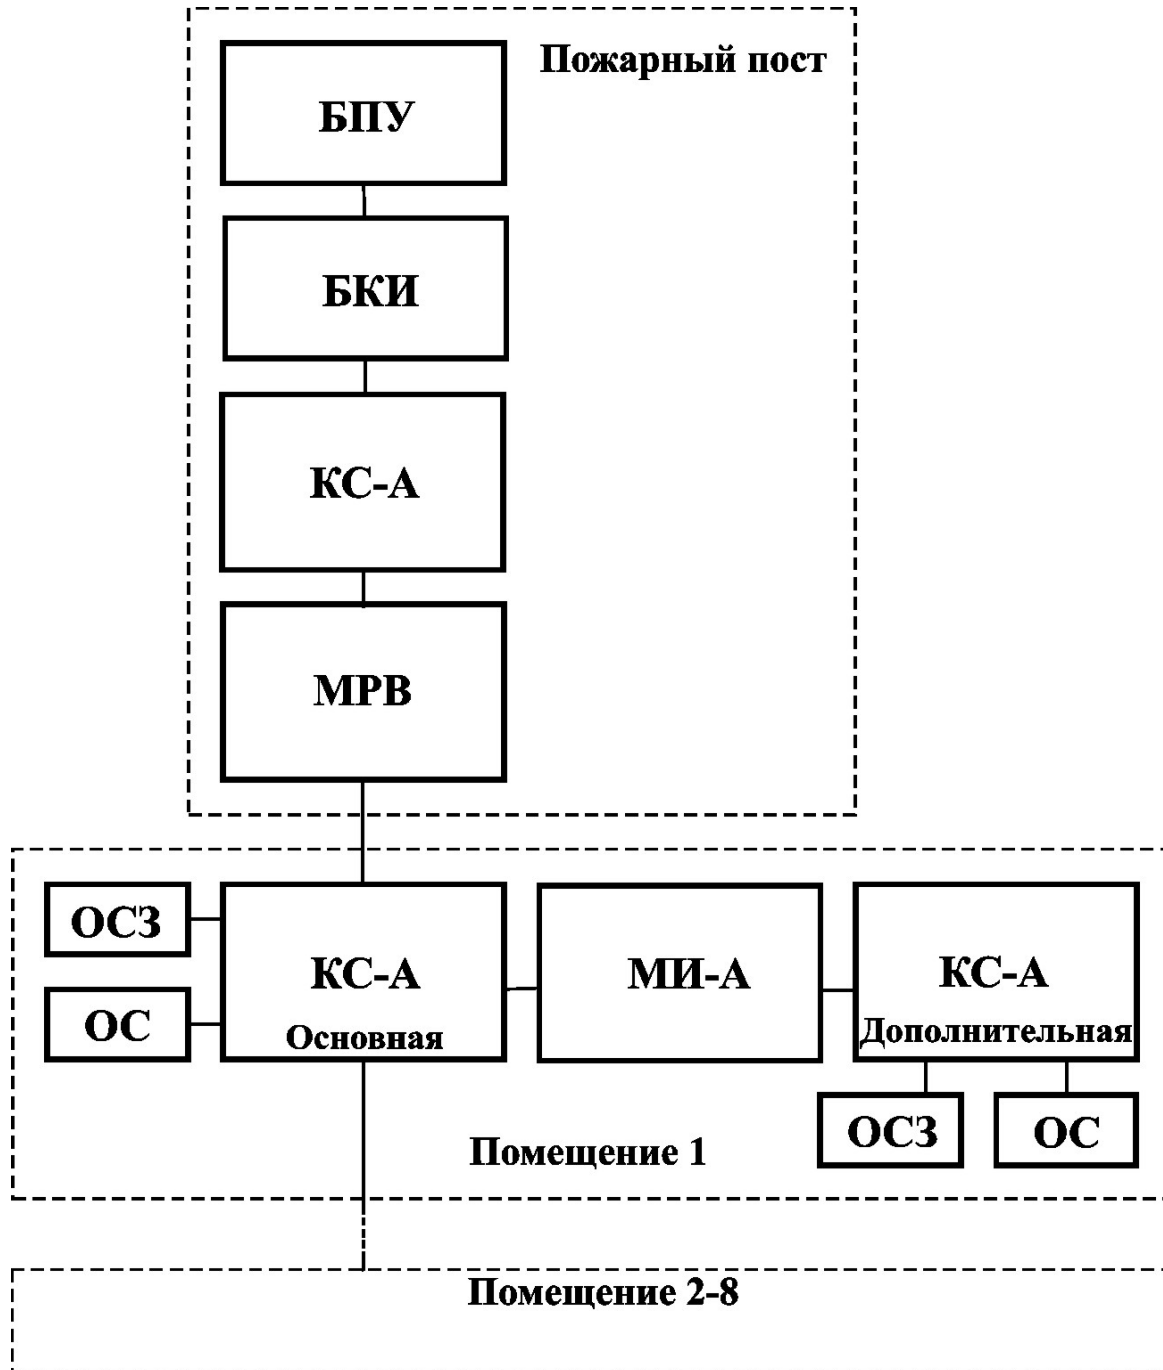 Пожарный пост
БПУ
БКИ
КС-А
МРВ
ОСЗ
ОС
КС-А
Основная
МИ-А
КС-А
Дополнительная
ОСЗ
ОС
Помещение 1
Помещение 2-8